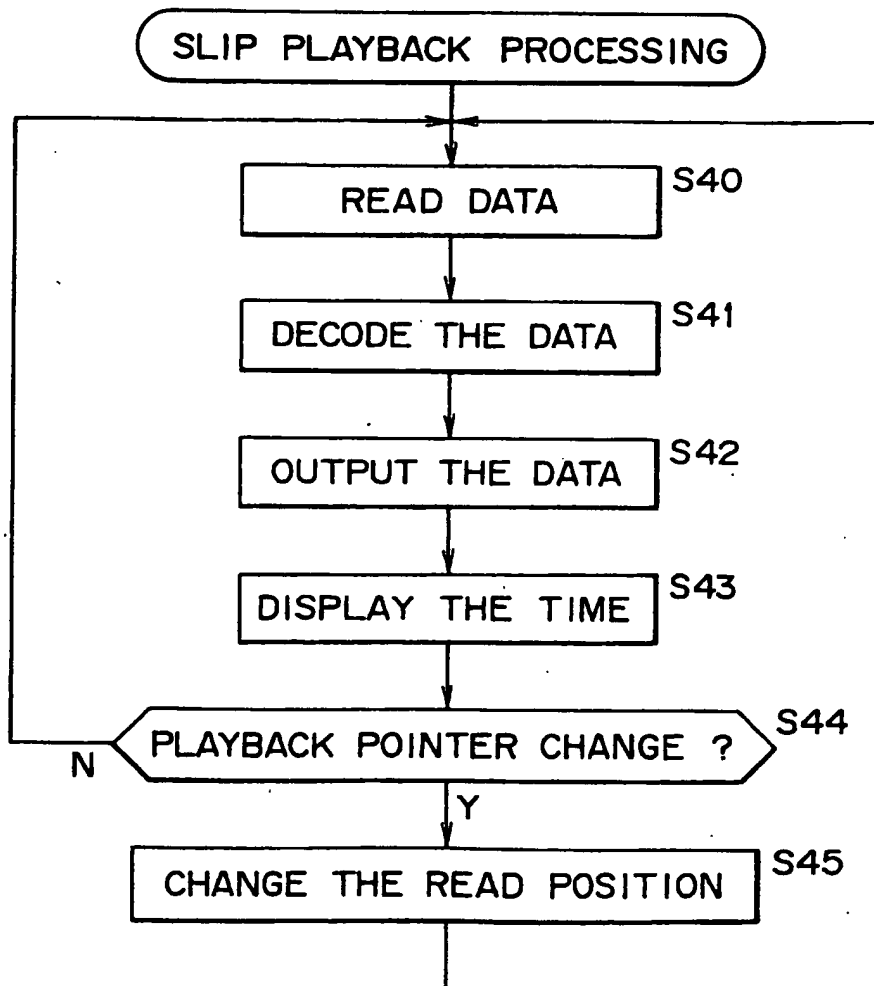 SLIP PLAYBACK PROCESSING
READ DATA
S40
DECODE THE DATA
S41
OUTPUT THE DATA
S42
DISPLAY THE TIME
S43
PLAYBACK POINTER CHANGE ?
S44
N
Y
CHANGE THE READ POSITION
S45